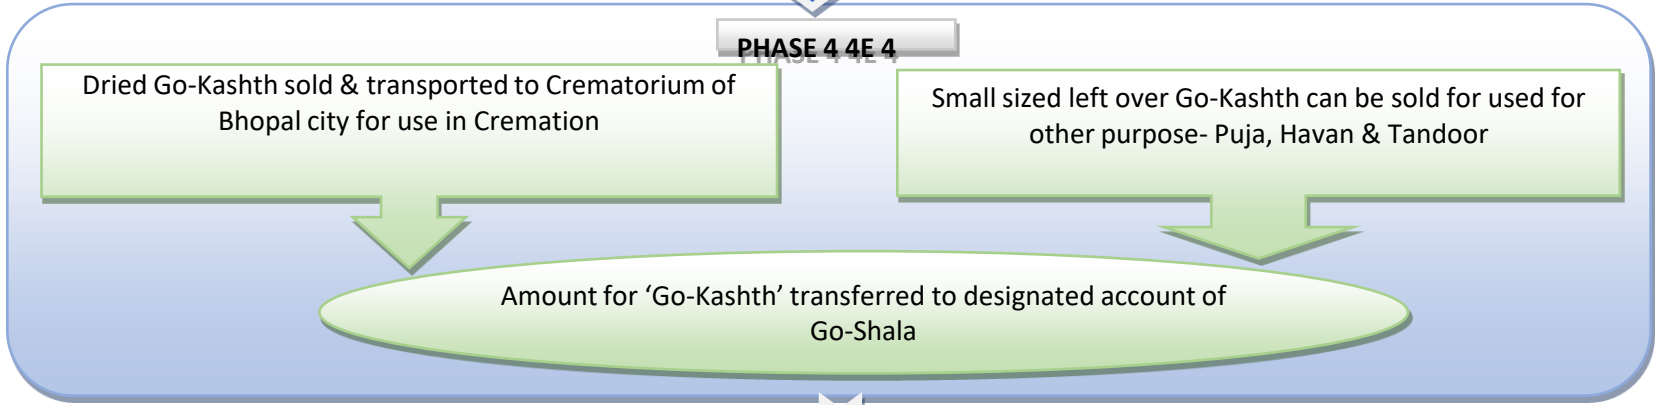 PHASE 4 4E 4
Dried Go-Kashth sold & transported to Crematorium of
Bhopal city for use in Cremation
Small sized left over Go-Kashth can be sold for used for
other purpose- Puja, Havan & Tandoor
Amount for ‘Go-Kashth’ transferred to designated account of
Go-Shala